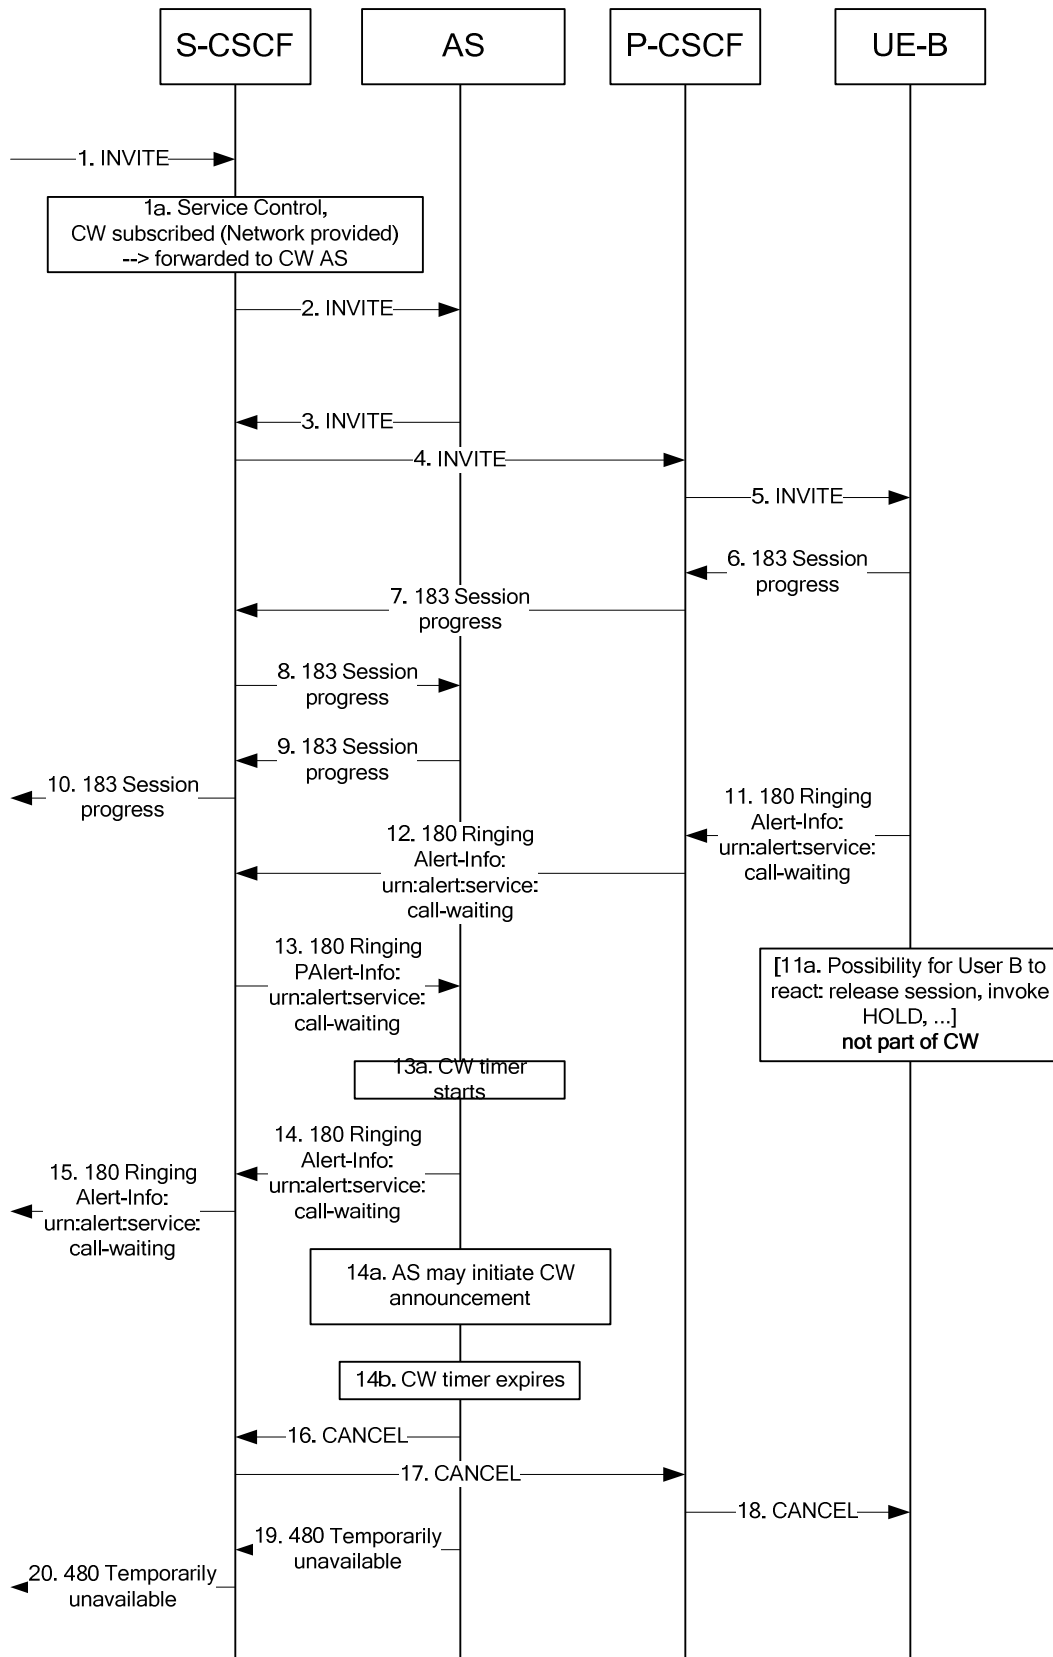 S-CSCF
AS
P-CSCF
UE-B
1. INVITE
1a. Service Control,
CW subscribed (Network provided)
--> forwarded to CW AS
2. INVITE
3. INVITE
4. INVITE
5. INVITE
6. 183 Session
progress
7. 183 Session
progress
8. 183 Session
progress
9. 183 Session
progress
10. 183 Session
progress
11. 180 Ringing
Alert-Info:
urn:alert:service:
call-waiting
12. 180 Ringing
Alert-Info:
urn:alert:service:
call-waiting
13. 180 Ringing
PAlert-Info:
urn:alert:service:
call-waiting
[11a. Possibility for User B to
react: release session, invoke
HOLD, ...]
not part of CW
13a. CW timer
starts
14. 180 Ringing
Alert-Info:
urn:alert:service:
call-waiting
15. 180 Ringing
Alert-Info:
urn:alert:service:
call-waiting
14a. AS may initiate CW
announcement
14b. CW timer expires
16. CANCEL
17. CANCEL
18. CANCEL
19. 480 Temporarily
unavailable
20. 480 Temporarily
unavailable